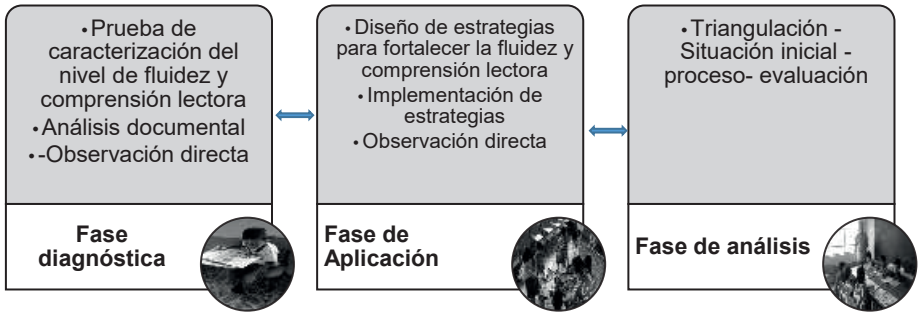 •Prueba de
caracterización del
nivel de fluidez y
comprensión lectora
•Análisis documental
•-Observación directa
Fase
diagnóstica
•Diseño de estrategias
para fortalecer la fluidez y
comprensión lectora
•Implementación de
estrategias
•Observación directa
Fase de
Aplicación
•Triangulación -
Situación inicial -
proceso- evaluación
Fase de análisis